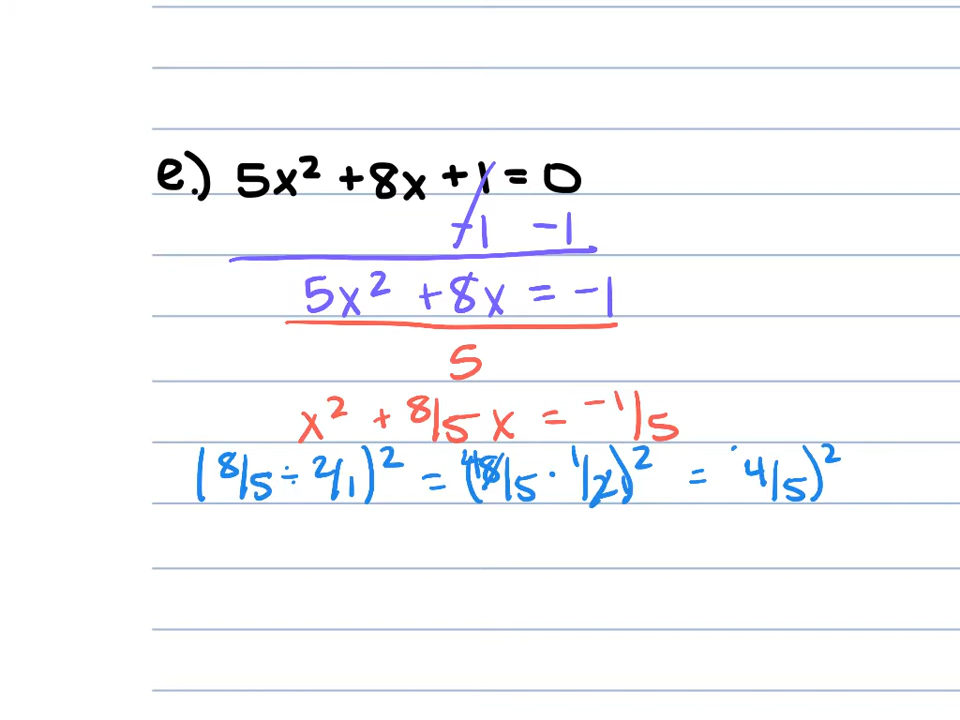 e.) 5x² + 8x + 1 = 0
-1 -1
5x² + 8x = -1
5
x² + 8/5 x = -1/5
(8/5 ÷ 2/1)² = (8/5 · 1/2)² = 4/5)²